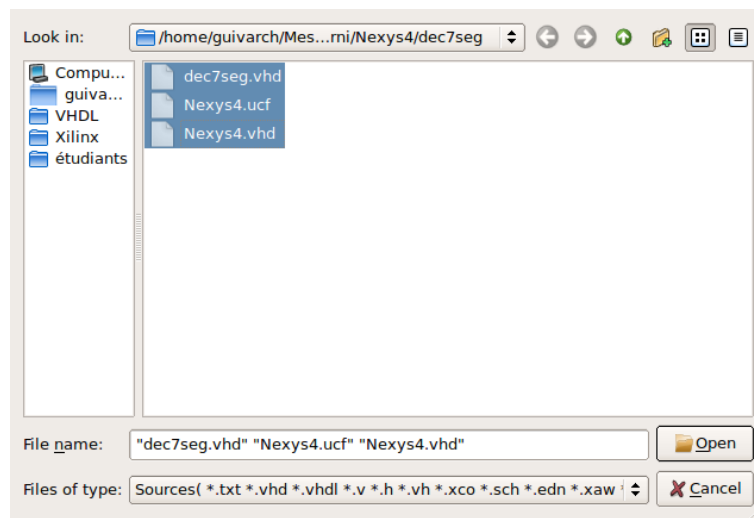 Look in: /home/guivarch/Mes...rni/Nexys4/dec7seg
Compu...
guiva...
VHDL
Xilinx
étudiants
dec7seg.vhd
Nexys4.ucf
Nexys4.vhd
File name: "dec7seg.vhd" "Nexys4.ucf" "Nexys4.vhd"
Open
Files of type: Sources( *.txt *.vhd *.vhdl *.v *.h *.vh *.xco *.sch *.edn *.xaw
Cancel